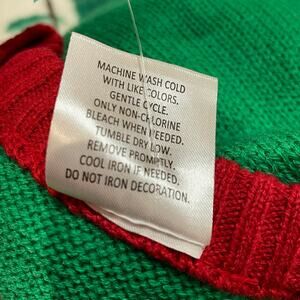 MACHINE WASH COLD
WITH LIKE COLORS.
GENTLE CYCLE.
ONLY NON-CHLORINE
BLEACH WHEN NEEDED.
TUMBLE DRY LOW.
REMOVE PROMPTLY.
COOL IRON IF NEEDED,
DO NOT IRON DECORATION.